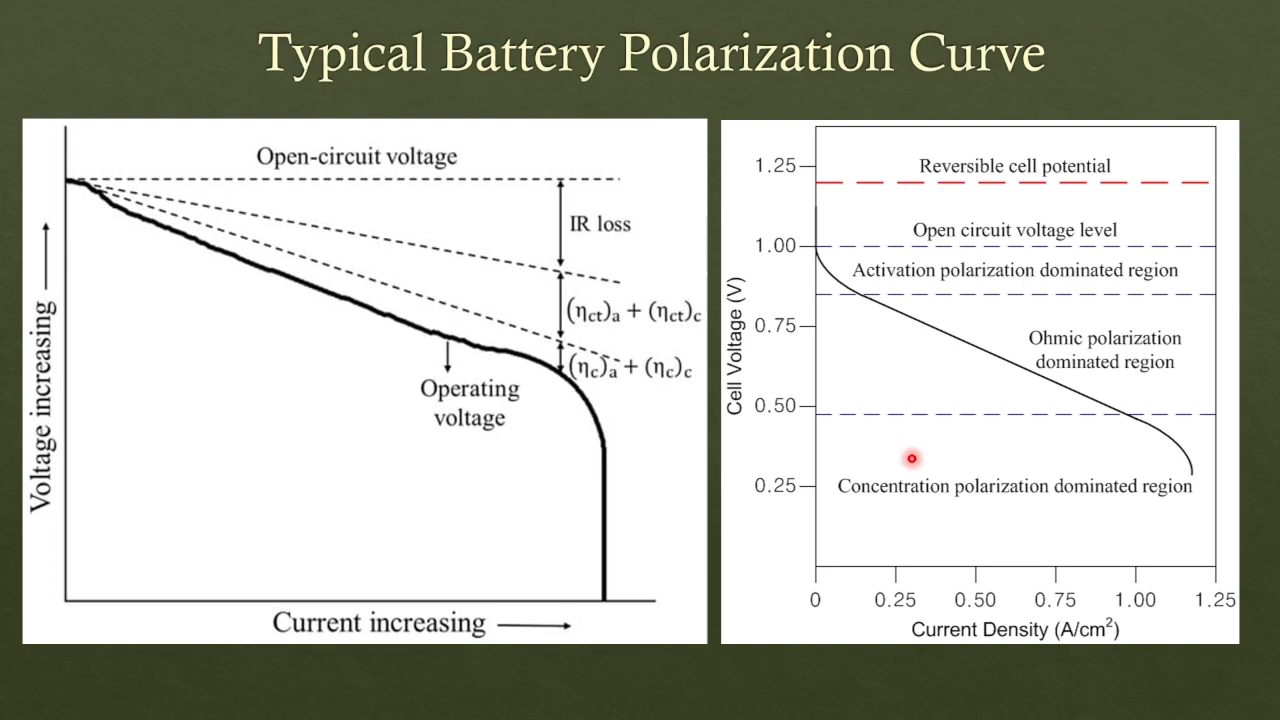 Typical Battery Polarization Curve
Open-circuit voltage
IR loss
(ηct)a + (ηct)c
(ηc)a + (ηc)c
Operating
voltage
Voltage increasing
Current increasing
1.25
1.00
0.75
0.50
0.25
Cell Voltage (V)
Reversible cell potential
Open circuit voltage level
Activation polarization dominated region
Ohmic polarization
dominated region
Concentration polarization dominated region
0 0.25 0.50 0.75 1.00 1.25
Current Density (A/cm²)